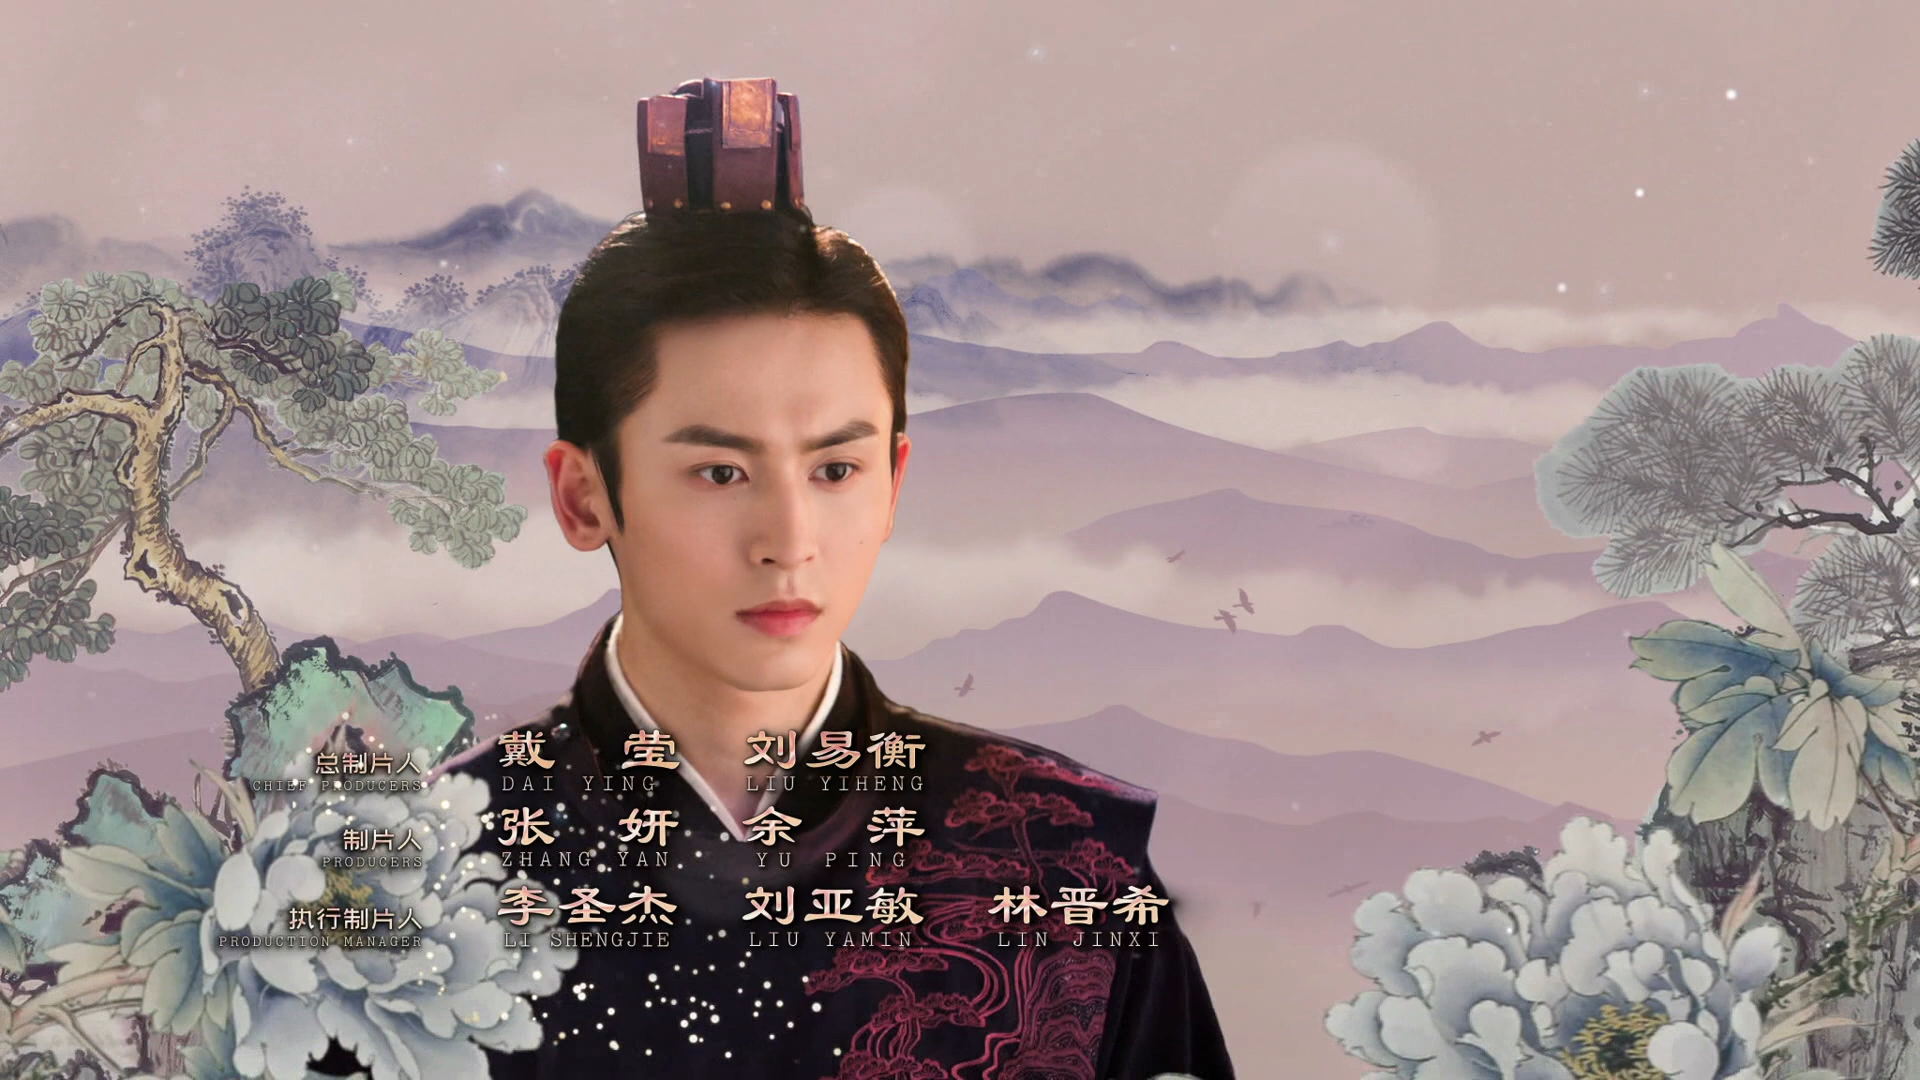 总制片人 戴莹 刘易衡
CHIEF PRODUCERS DAI YING LIU YIHENG
制片人 张妍 余萍
PRODUCERS ZHANG YAN YU PING
执行制片人 李圣杰 刘亚敏 林晋希
PRODUCTION MANAGER LI SHENGJIE LIU YAMIN LIN JINXI